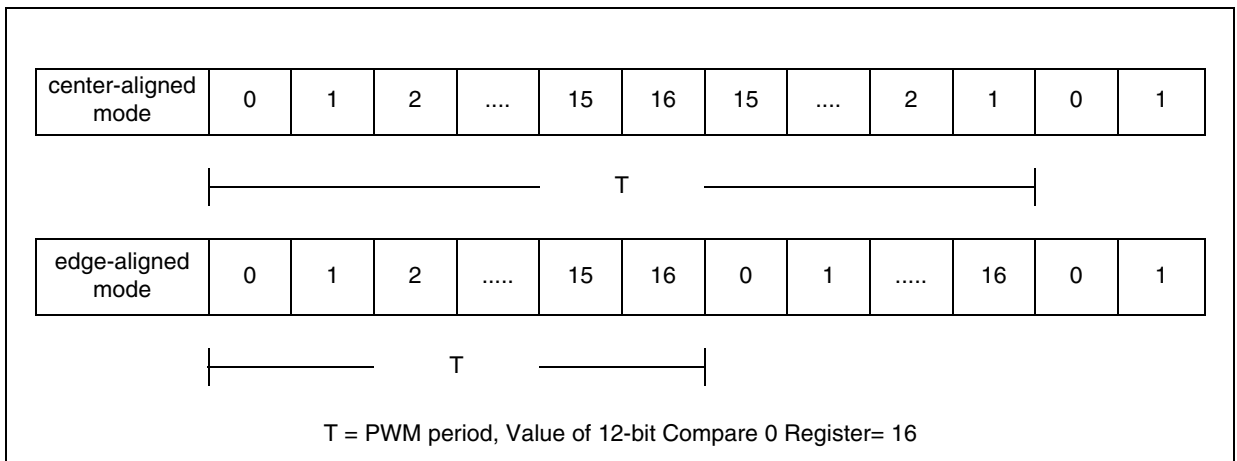 center-aligned mode 0 1 2 .... 15 16 15 .... 2 1 0 1
T
edge-aligned mode 0 1 2 ..... 15 16 0 1 ..... 16 0 1
T
T = PWM period, Value of 12-bit Compare 0 Register= 16